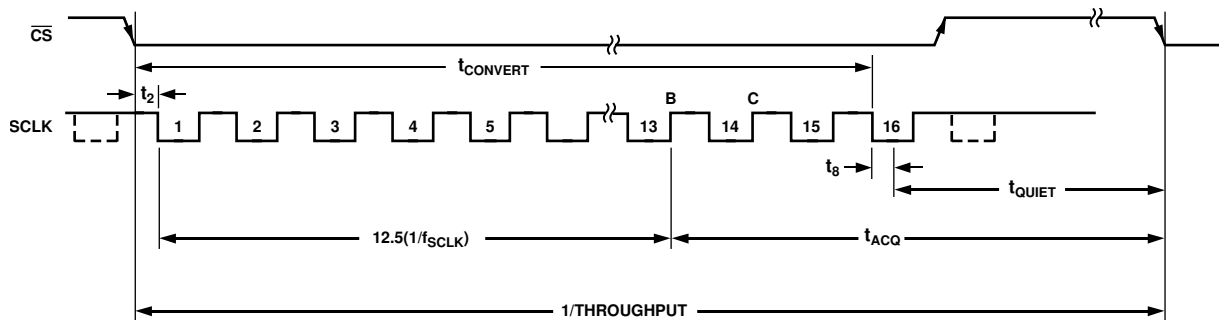 CS
tCONVERT
t2
B
C
SCLK
1
2
3
4
5
13
14
15
16
t8
tQUIET
12.5(1/fSCLK)
tACQ
1/THROUGHPUT